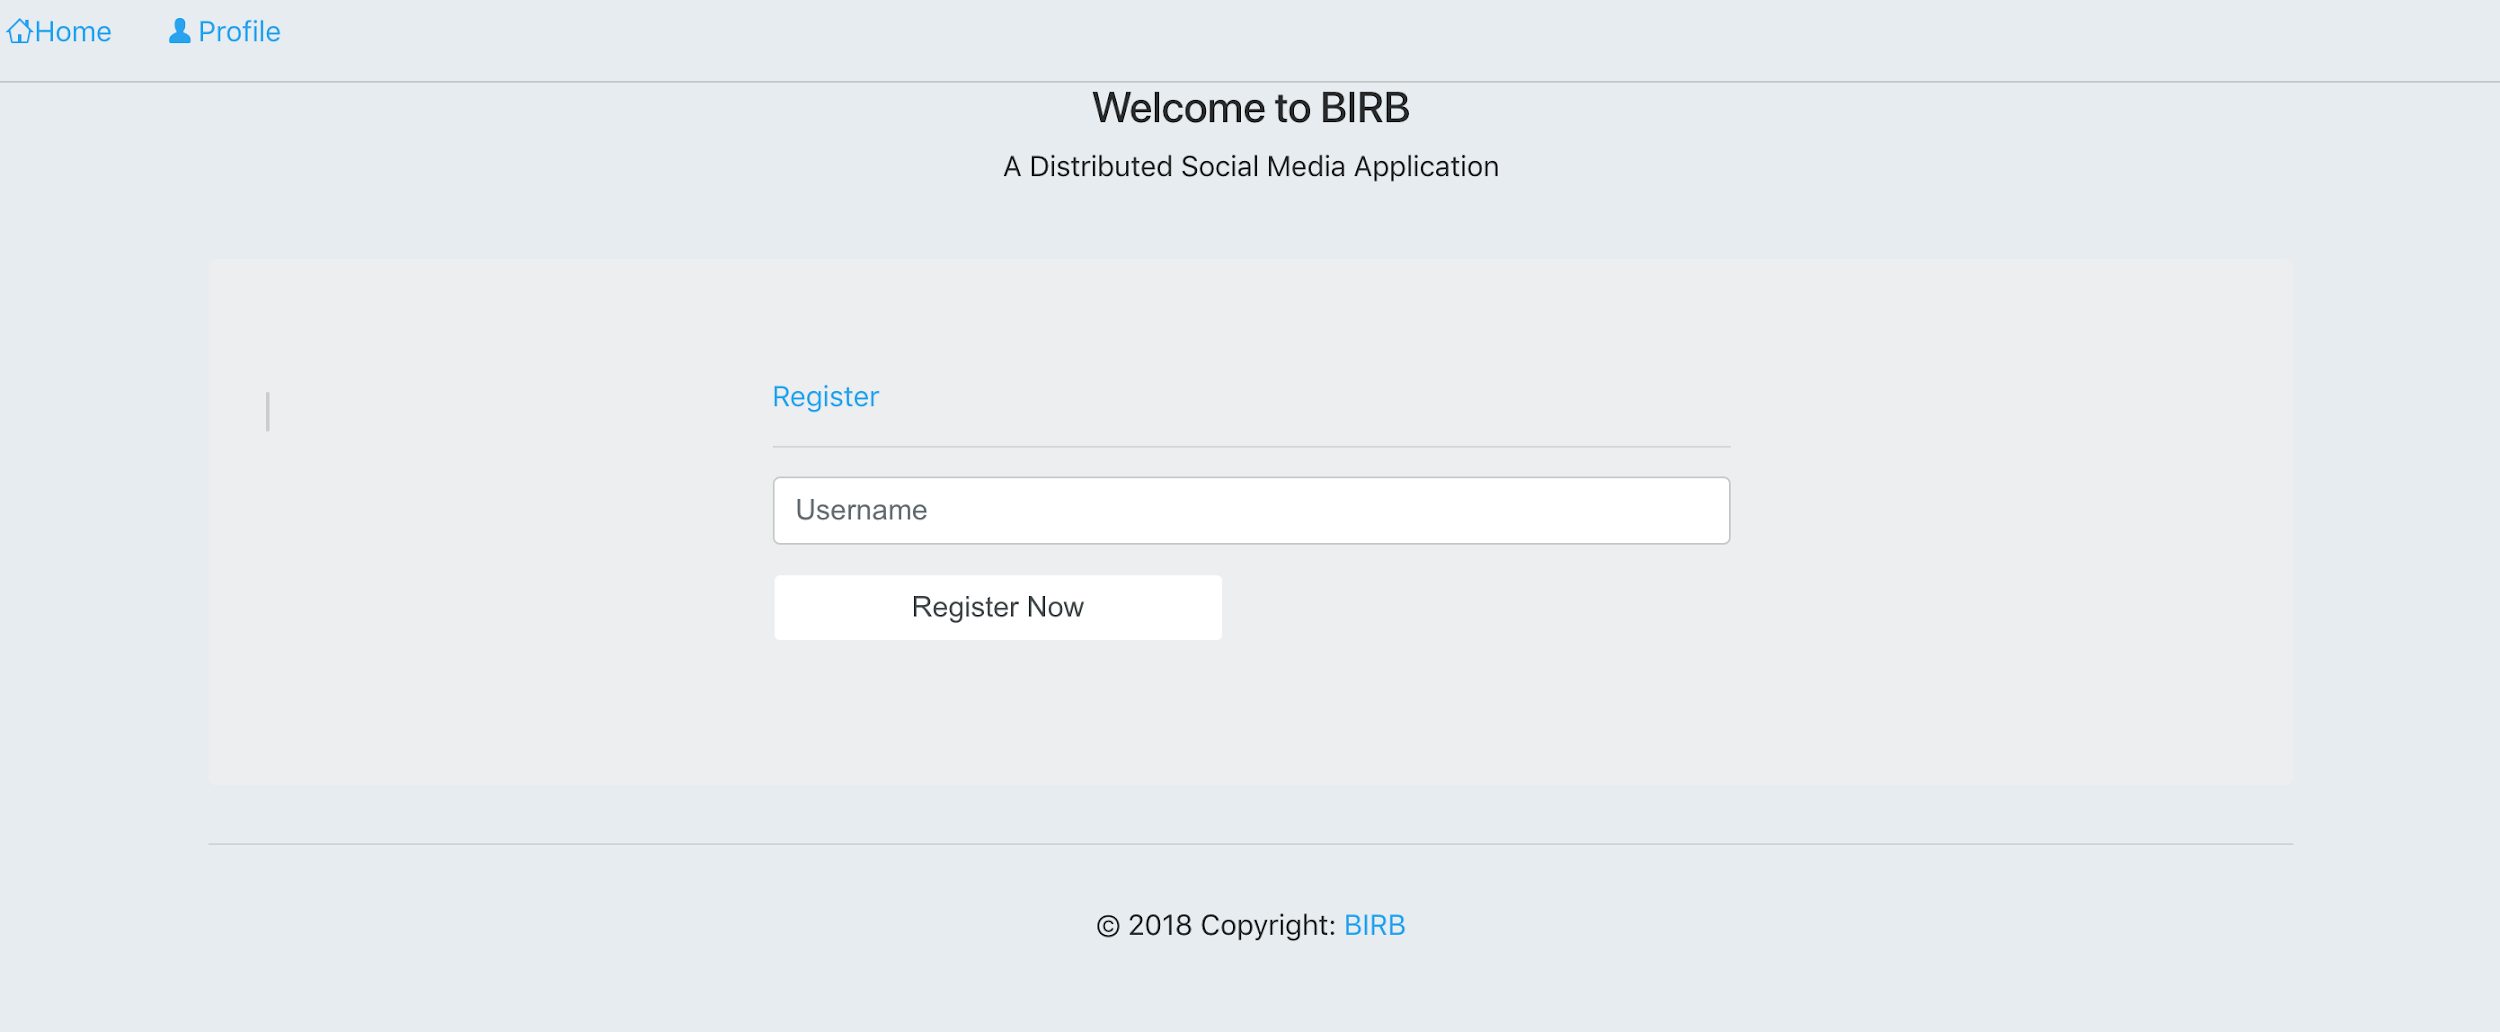 Home Profile
Welcome to BIRB
A Distributed Social Media Application
Register
Username
Register Now
© 2018 Copyright: BIRB